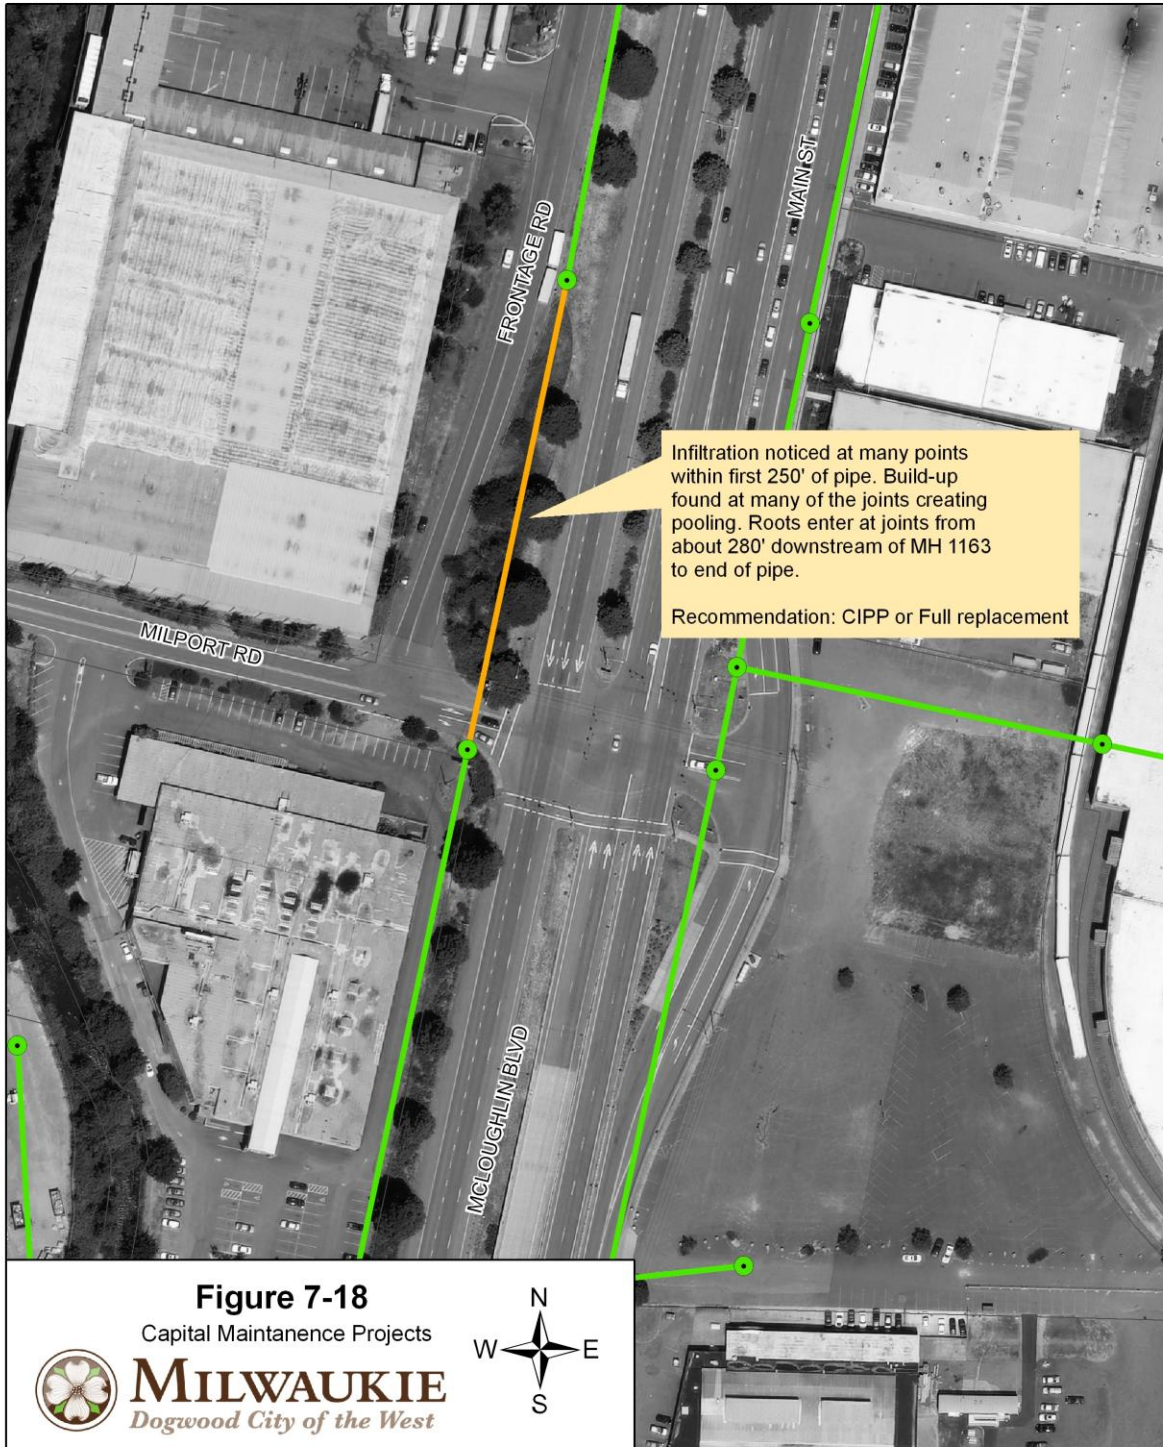 FRONTAGE RD
MAIN ST
Infiltration noticed at many points
within first 250' of pipe. Build-up
found at many of the joints creating
pooling. Roots enter at joints from
about 280' downstream of MH 1163
to end of pipe.
Recommendation: CIPP or Full replacement
MILPORT RD
MCLOUGHLIN BLVD
Figure 7-18
Capital Maintanence Projects
MILWAUKIE
Dogwood City of the West
N
W E
S